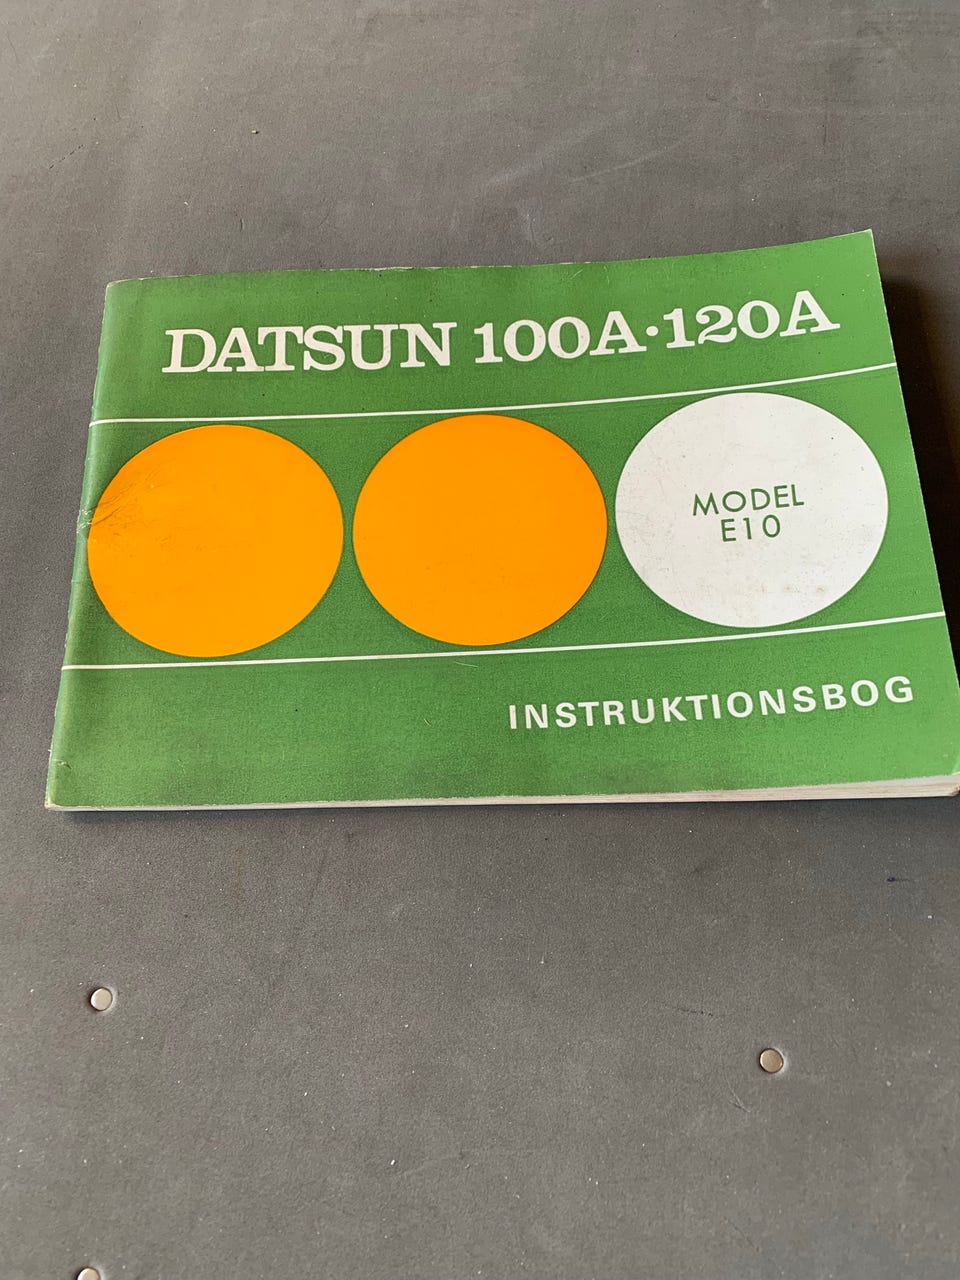 DATSUN 100A·120A
MODEL
E10
INSTRUKTIONSBOG